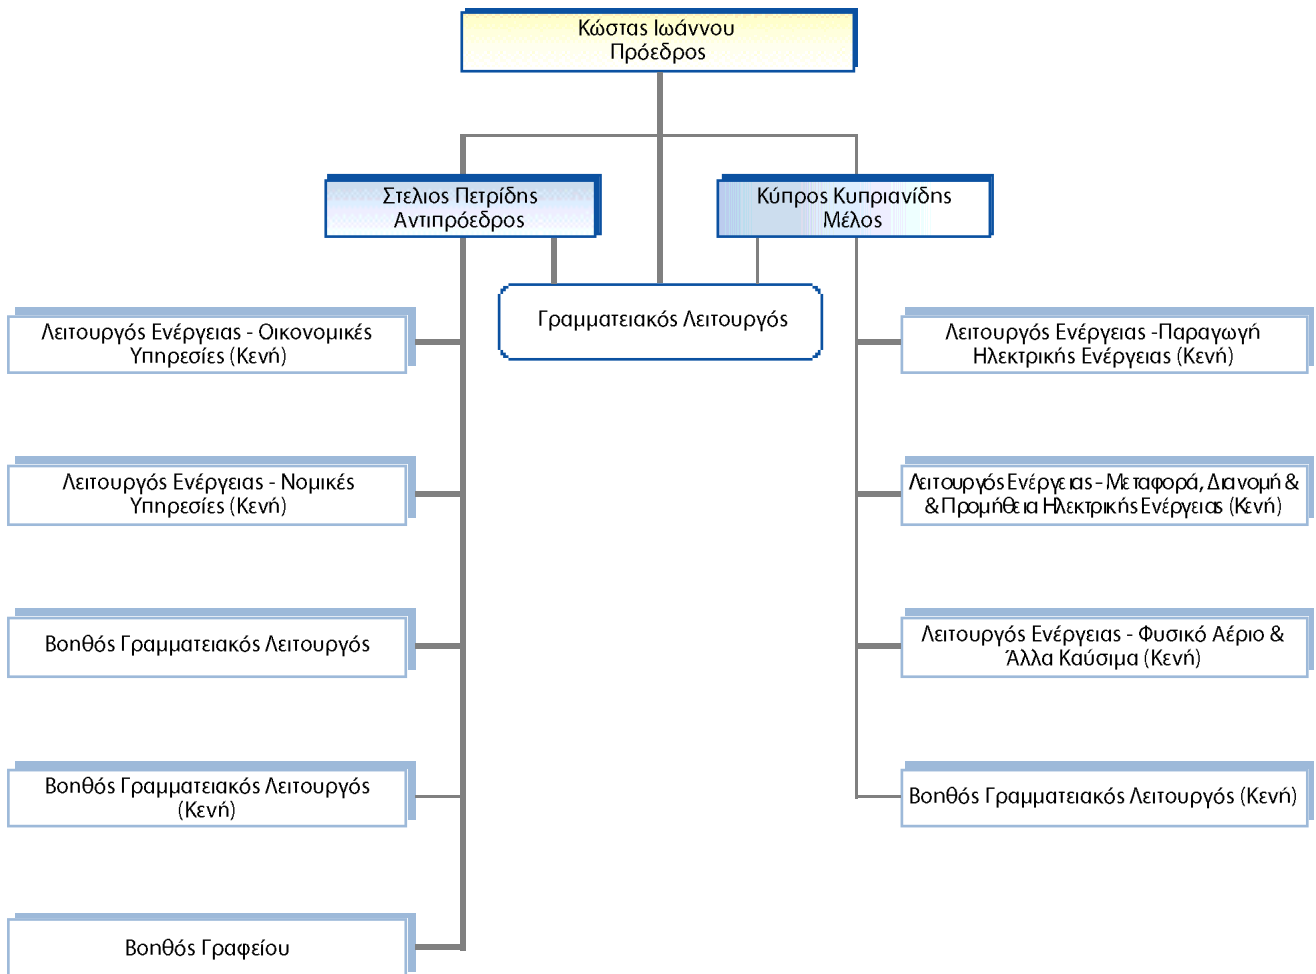 Κώστας Ιωάννου
Πρόεδρος
Στελιος Πετρίδης
Αντιπρόεδρος
Κύπρος Κυπριανίδης
Μέλος
Γραμματειακός Λειτουργός
Λειτουργός Ενέργειας - Οικονομικές
Υπηρεσίες (Κενή)
Λειτουργός Ενέργειας - Νομικές
Υπηρεσίες (Κενή)
Βοηθός Γραμματειακός Λειτουργός
Βοηθός Γραμματειακός Λειτουργός
(Κενή)
Βοηθός Γραφείου
Λειτουργός Ενέργειας -Παραγωγή
Ηλεκτρικής Ενέργειας (Κενή)
Λειτουργός Ενέργειας - Μεταφορά, Διανομή &
& Προμήθεια Ηλεκτρικής Ενέργειας (Κενή)
Λειτουργός Ενέργειας - Φυσικό Αέριο &
Άλλα Καύσιμα (Κενή)
Βοηθός Γραμματειακός Λειτουργός (Κενή)